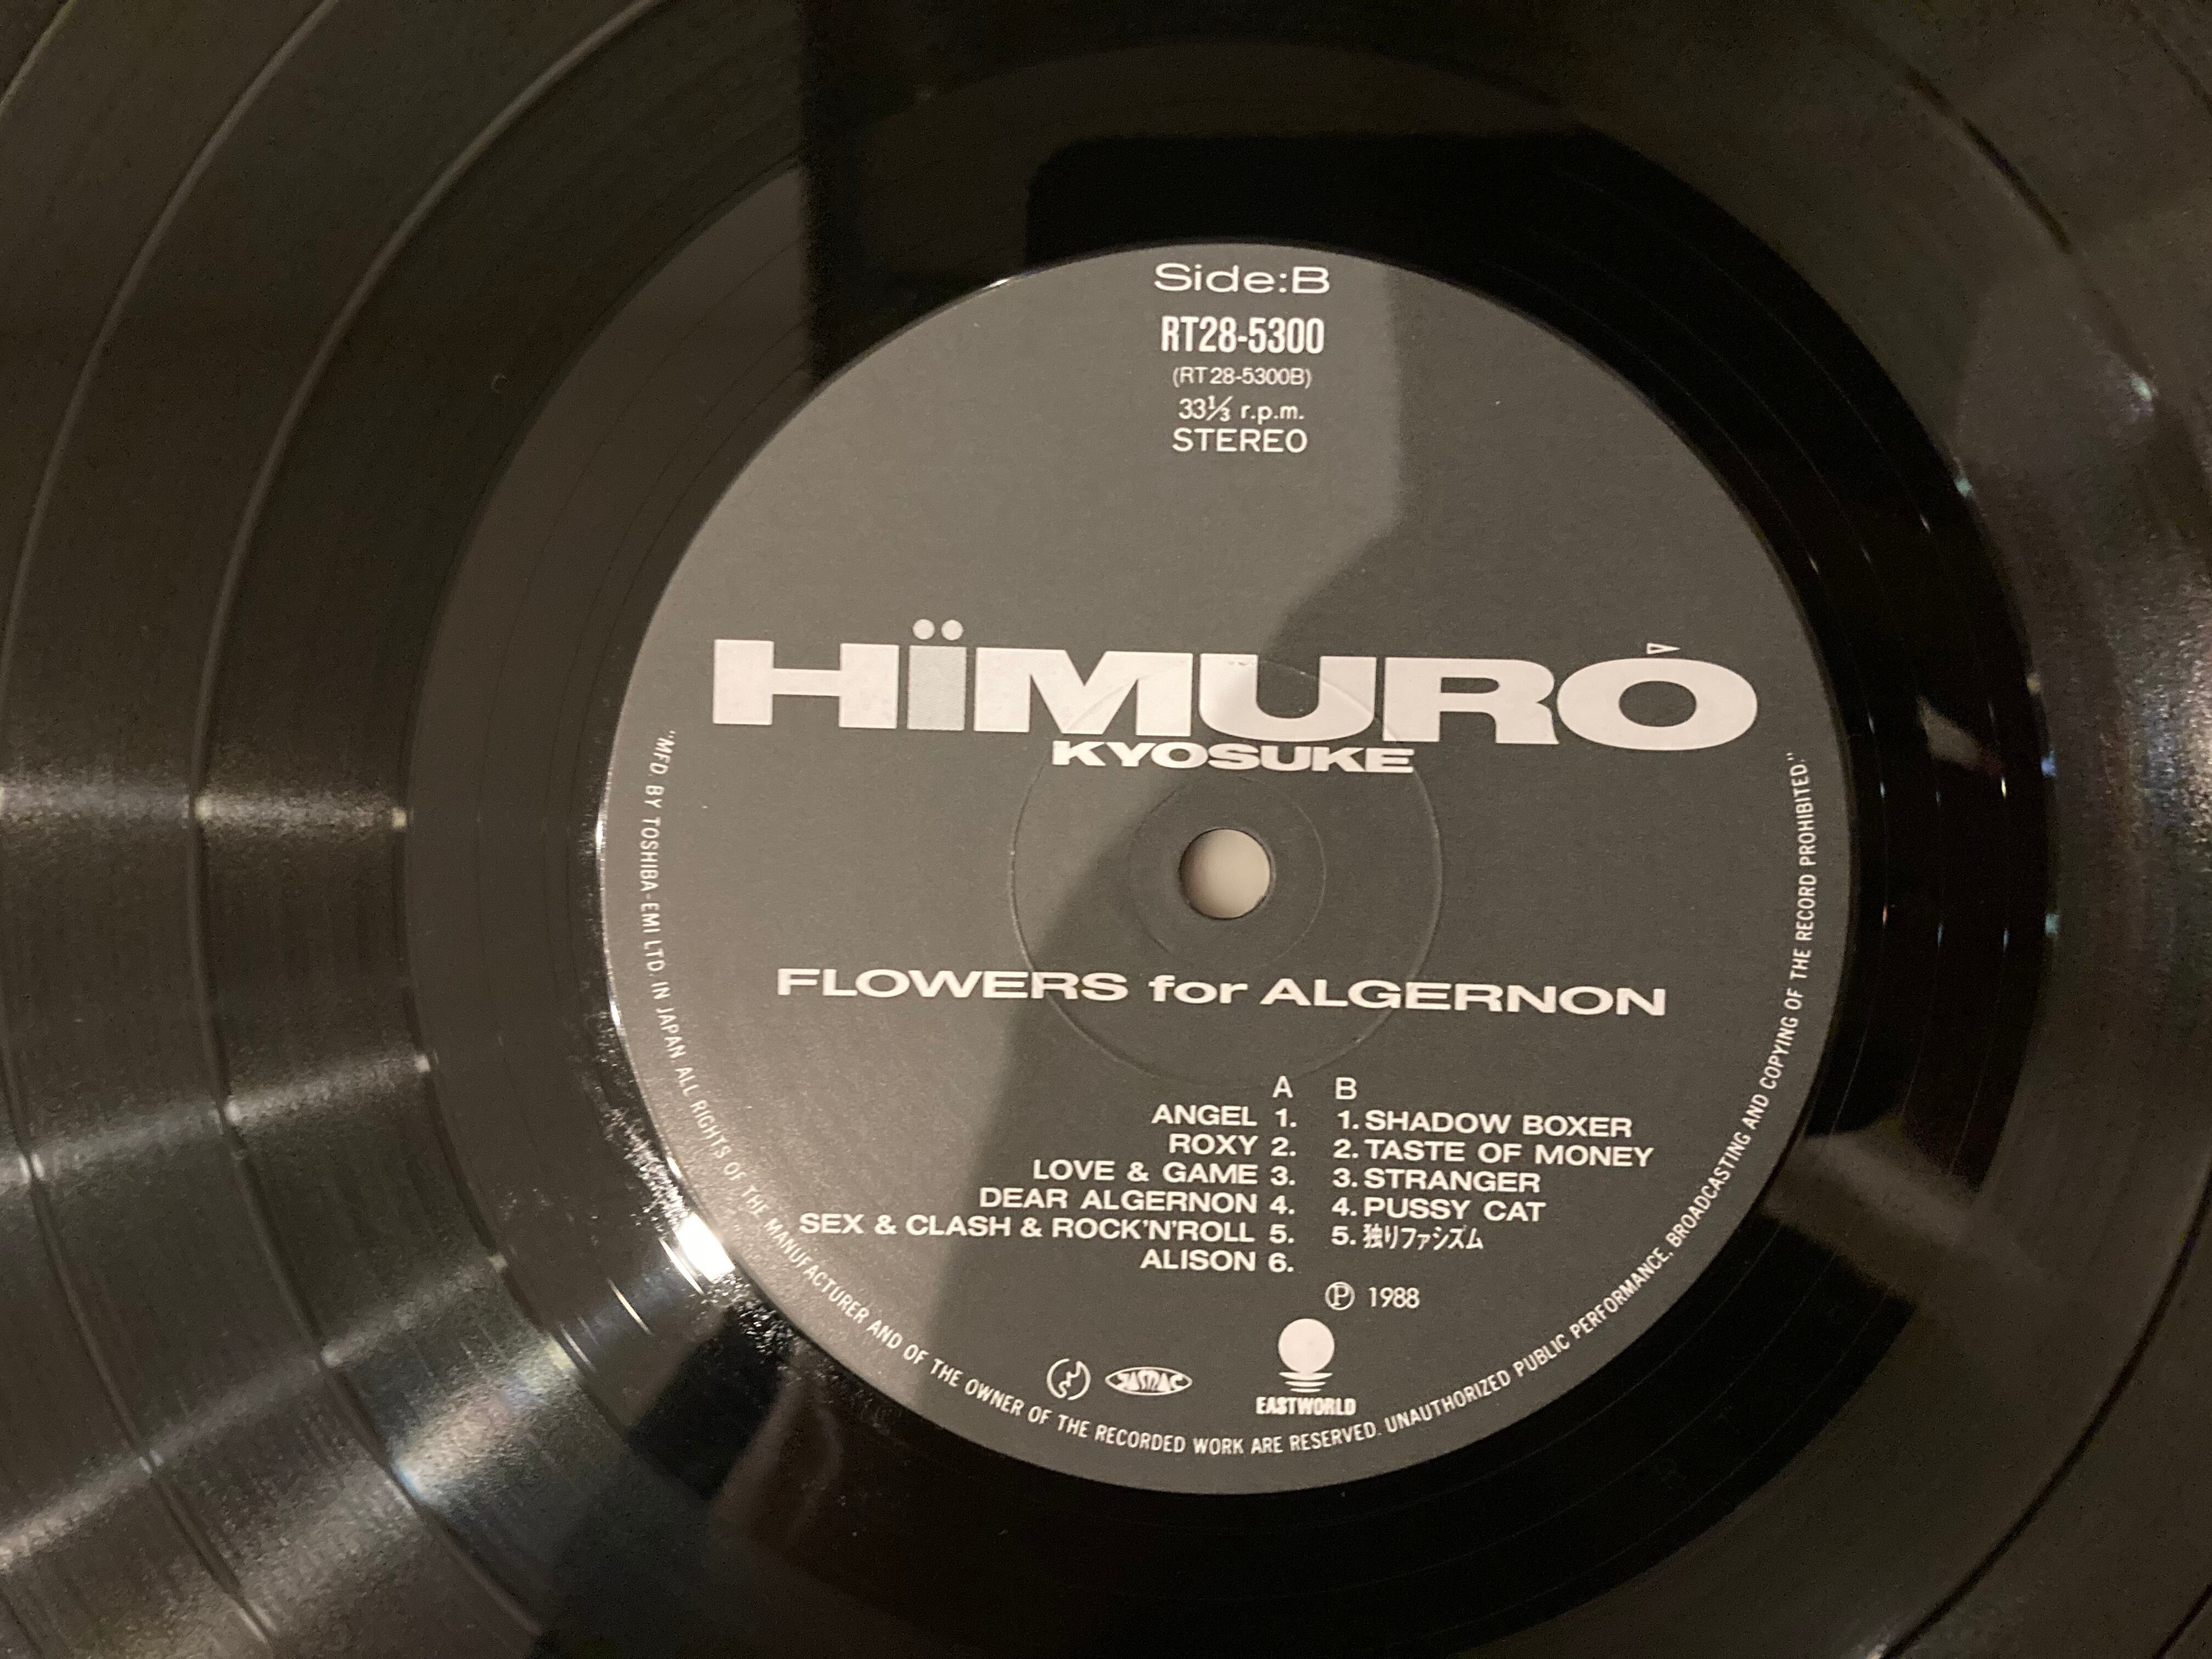 Side:B
RT28-5300
(RT28-5300B)
33⅓ r.p.m.
STEREO
HÏMURO
KYOSUKE
FLOWERS for ALGERNON
A
ANGEL 1.
ROXY 2.
LOVE & GAME 3.
DEAR ALGERNON 4.
SEX & CLASH & ROCK'N'ROLL 5.
ALISON 6.
B
1. SHADOW BOXER
2. TASTE OF MONEY
3. STRANGER
4. PUSSY CAT
5. 独りファシズム
Ⓟ 1988
JASRAC
EASTWORLD
"MFD. BY TOSHIBA-EMI LTD. IN JAPAN ALL RIGHTS OF THE MANUFACTURER AND OF THE OWNER OF THE RECORDED WORK ARE RESERVED. UNAUTHORIZED PUBLIC PERFORMANCE, BROADCASTING AND COPYING OF THE RECORD PROHIBITED."